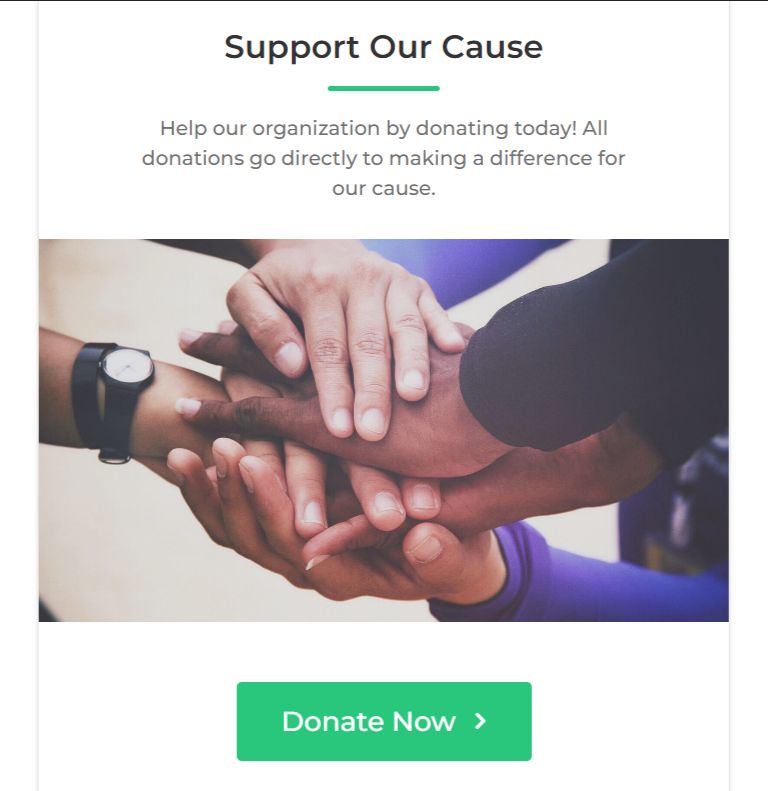 Support Our Cause
Help our organization by donating today! All
donations go directly to making a difference for
our cause.
Donate Now